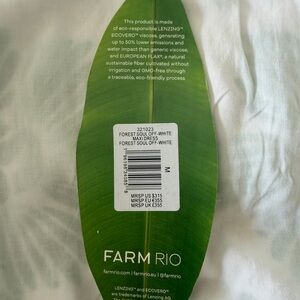 This product is made
of eco-responsible LENZING™
ECOVERO™ viscose, generating
up to 50% lower emissions and
water impact than generic viscose,
and EUROPEAN FLAX®, a natural
sustainable fiber cultivated without
irrigation and GMO-free through
a traceable, eco-friendly process
321023
FOREST SOUL OFF-WHITE
MAXI DRESS
FOREST SOUL OFF-WHITE
M
MRSP US $315
MRSP EU €355
MRSP UK £355
FARM RIO
farmrio.com | farmrio.eu | @farmrio
LENZING™ and ECOVERO™
are trademarks of Lenzing AG